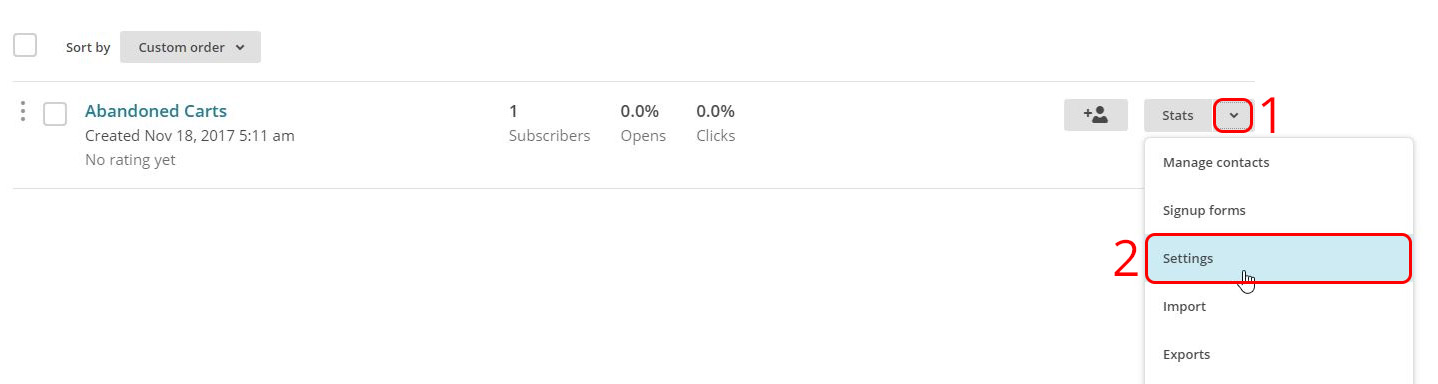 Sort by Custom order
Abandoned Carts 1 0.0% 0.0% Stats 1
Created Nov 18, 2017 5:11 am Subscribers Opens Clicks
No rating yet
Manage contacts
Signup forms
2 Settings
Import
Exports